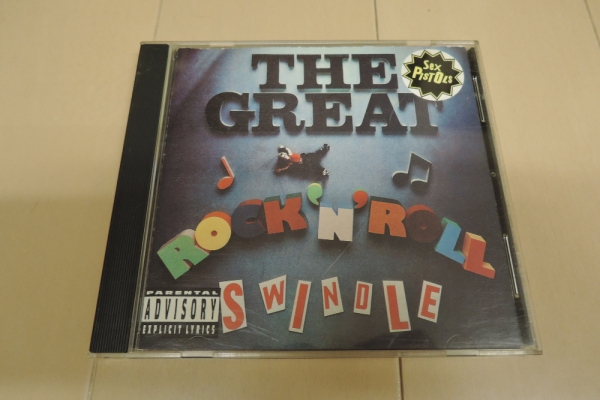 THE
GREAT
Sex
PISTOLS
ROCK 'N' ROLL
SWINDLE
PARENTAL
ADVISORY
EXPLICIT LYRICS